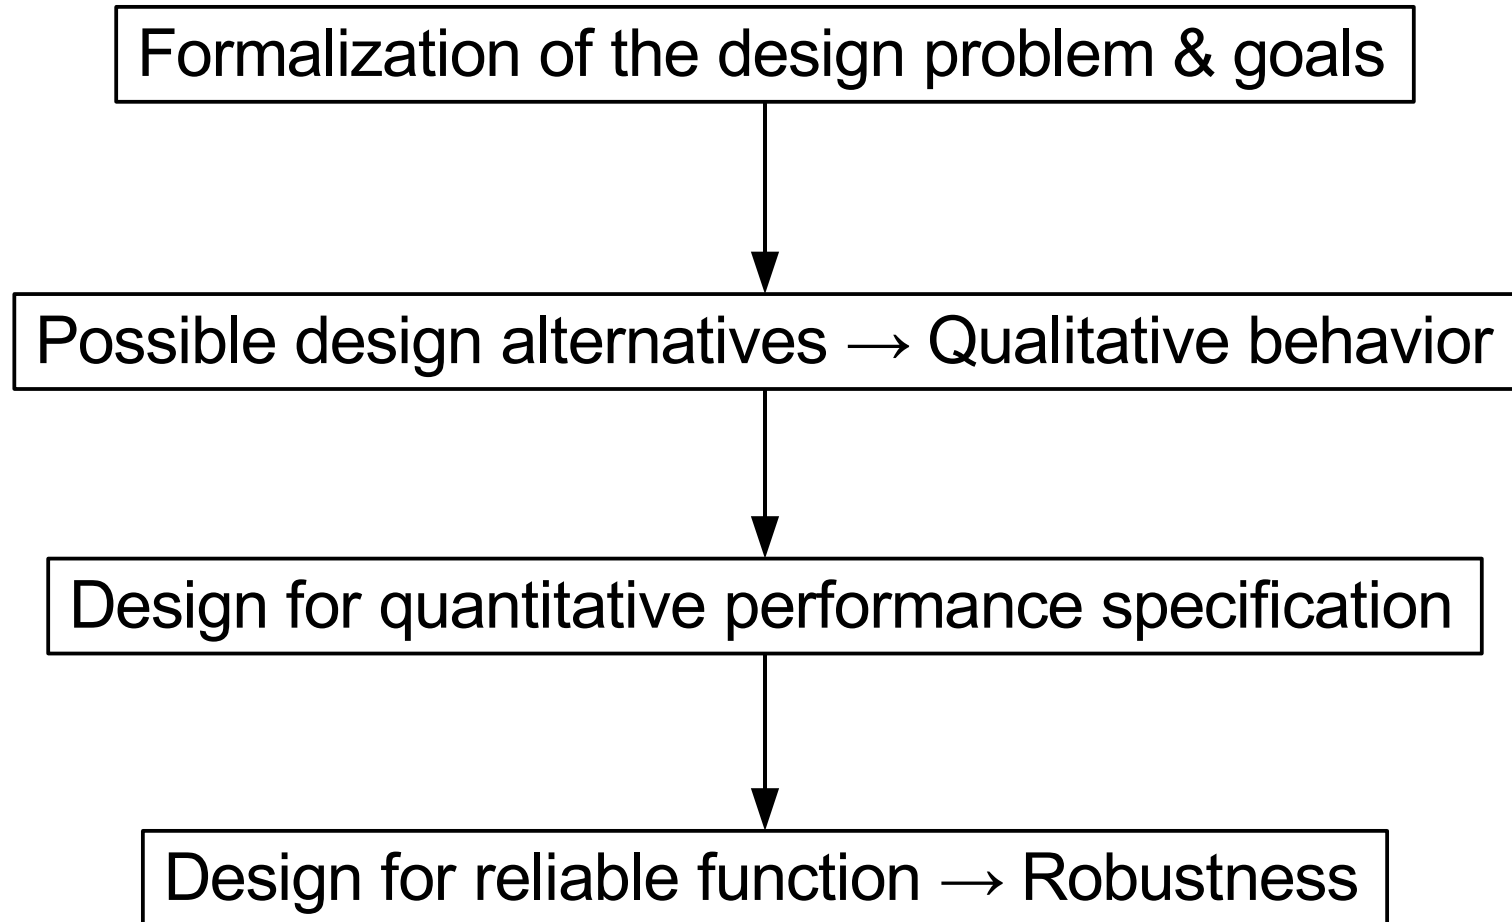 Formalization of the design problem & goals
Possible design alternatives → Qualitative behavior
Design for quantitative performance specification
Design for reliable function → Robustness